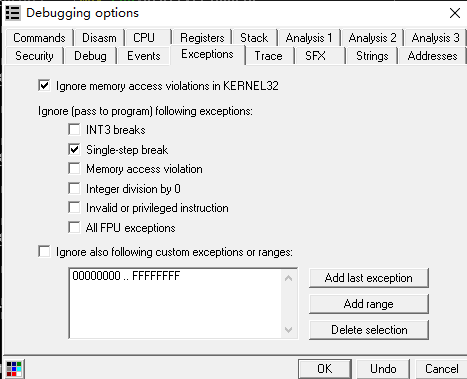 Debugging options
Commands Disasm CPU Registers Stack Analysis 1 Analysis 2 Analysis 3
Security Debug Events Exceptions Trace SFX Strings Addresses
Ignore memory access violations in KERNEL32
Ignore (pass to program) following exceptions:
INT3 breaks
Single-step break
Memory access violation
Integer division by 0
Invalid or privileged instruction
All FPU exceptions
Ignore also following custom exceptions or ranges:
00000000 .. FFFFFFFF
Add last exception
Add range
Delete selection
OK Undo Cancel